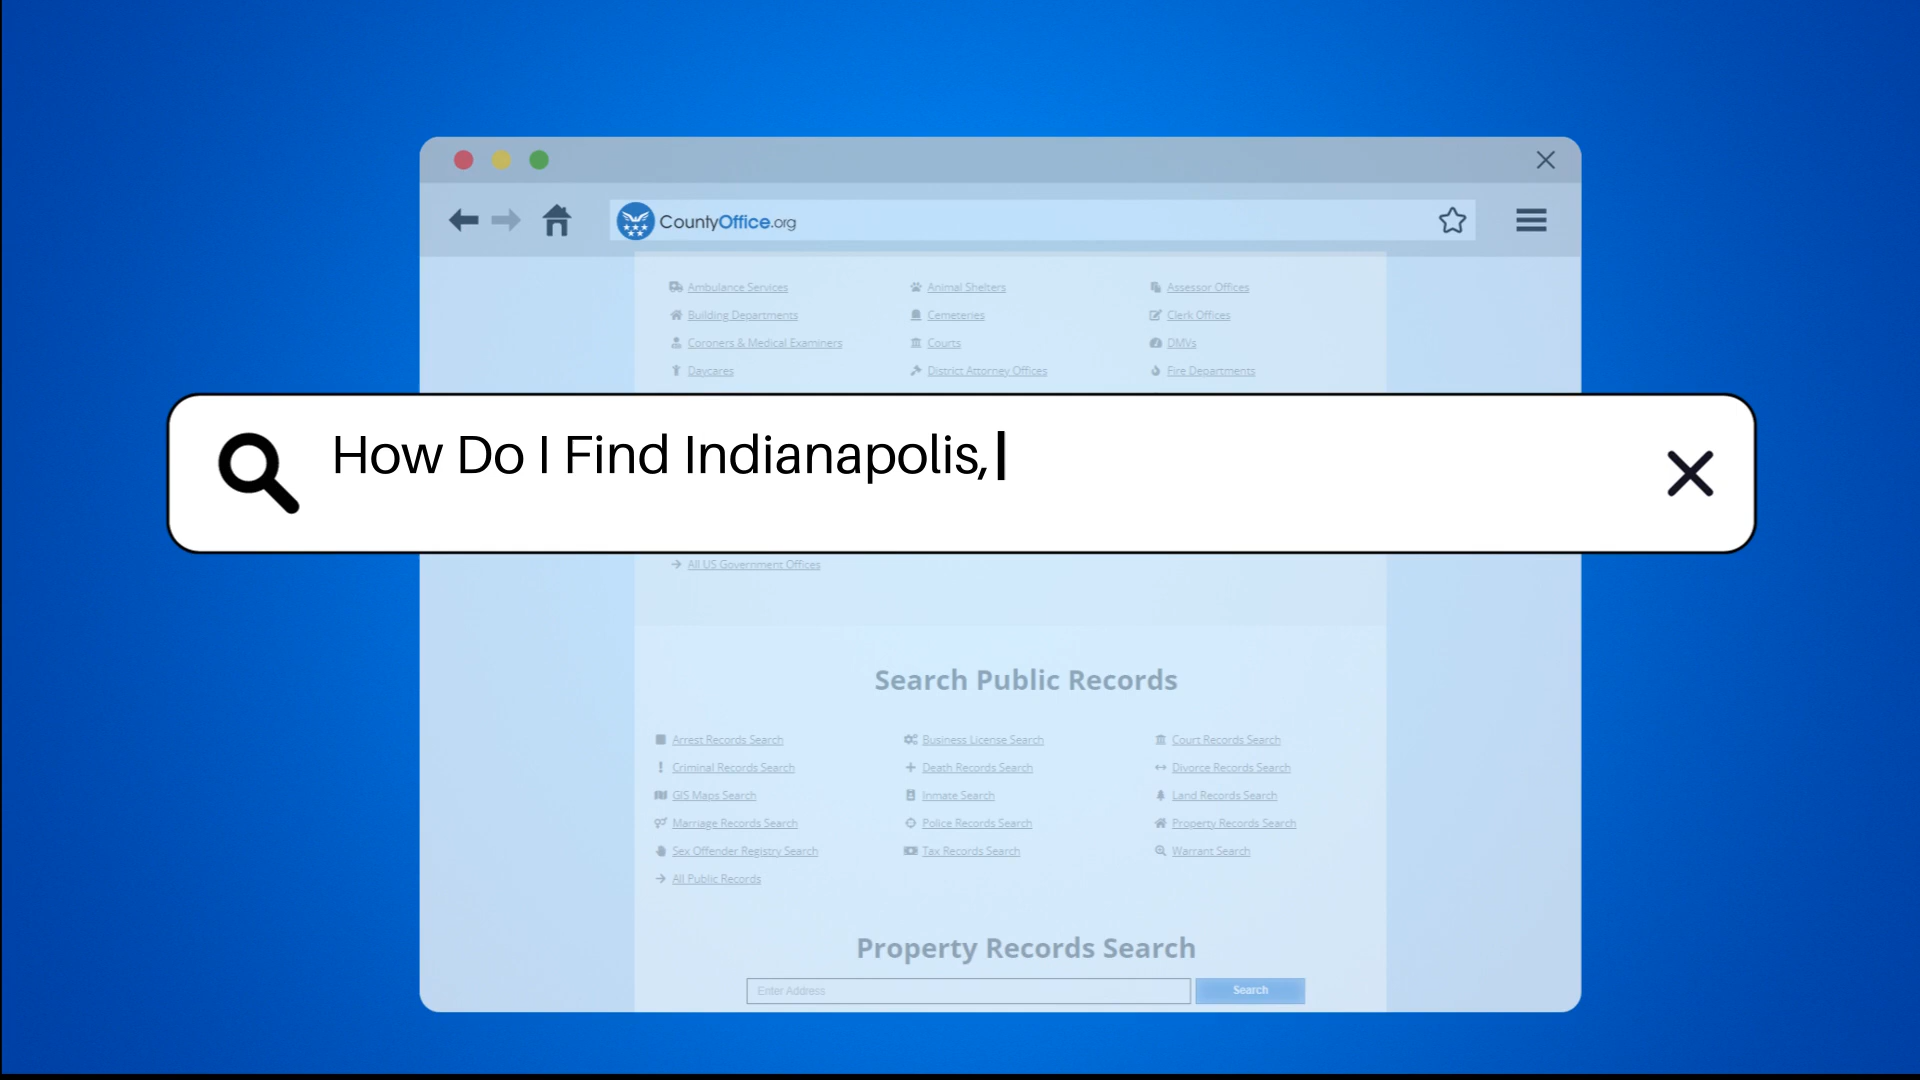 CountyOffice.org
Ambulance Services Animal Shelters Assessor Offices
Building Departments Cemeteries Clerk Offices
Coroners & Medical Examiners Courts DMVs
Daycares District Attorney Offices Fire Departments
How Do I Find Indianapolis,
All US Government Offices
Search Public Records
Arrest Records Search Business License Search Court Records Search
Criminal Records Search Death Records Search Divorce Records Search
GIS Maps Search Inmate Search Land Records Search
Marriage Records Search Police Records Search Property Records Search
Sex Offender Registry Search Tax Records Search Warrant Search
All Public Records
Property Records Search
Enter Address Search